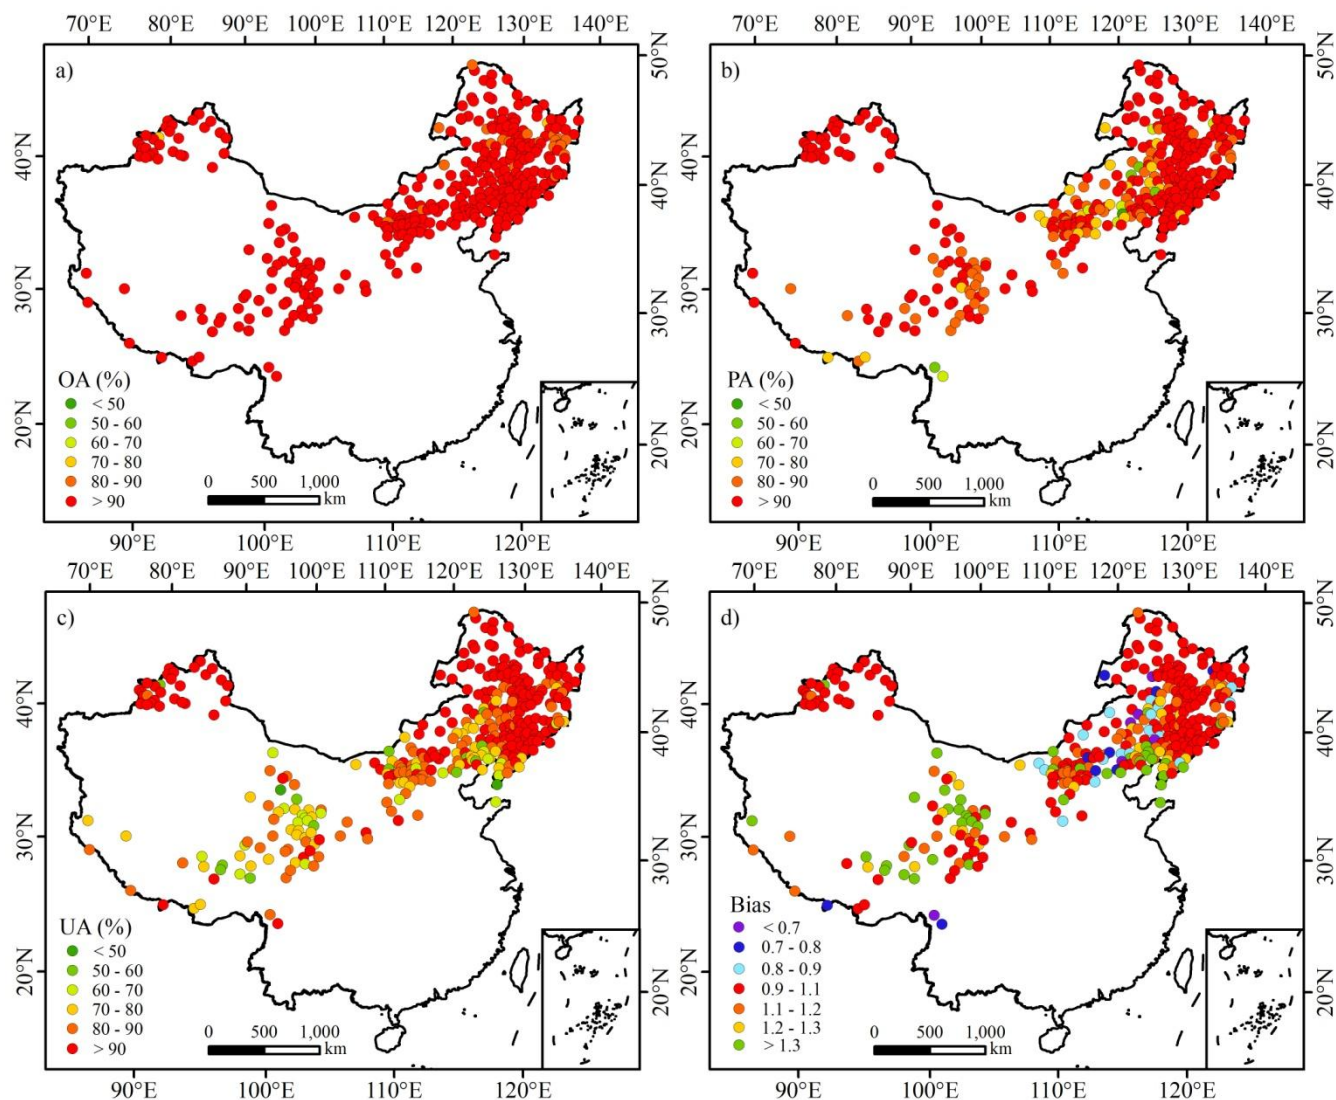 70°E 80°E 90°E 100°E 110°E 120°E 130°E 140°E
70°E 80°E 90°E 100°E 110°E 120°E 130°E 140°E
a)
50°N
40°N
40°N
30°N
30°N
20°N
20°N
OA (%)
< 50
50 - 60
60 - 70
70 - 80
80 - 90
> 90
0 500 1,000
km
90°E 100°E 110°E 120°E
b)
50°N
40°N
40°N
30°N
30°N
20°N
20°N
PA (%)
< 50
50 - 60
60 - 70
70 - 80
80 - 90
> 90
0 500 1,000
km
90°E 100°E 110°E 120°E
70°E 80°E 90°E 100°E 110°E 120°E 130°E 140°E
70°E 80°E 90°E 100°E 110°E 120°E 130°E 140°E
c)
50°N
40°N
40°N
30°N
30°N
20°N
20°N
UA (%)
< 50
50 - 60
60 - 70
70 - 80
80 - 90
> 90
0 500 1,000
km
90°E 100°E 110°E 120°E
d)
50°N
40°N
40°N
30°N
30°N
20°N
20°N
Bias
< 0.7
0.7 - 0.8
0.8 - 0.9
0.9 - 1.1
1.1 - 1.2
1.2 - 1.3
> 1.3
0 500 1,000
km
90°E 100°E 110°E 120°E